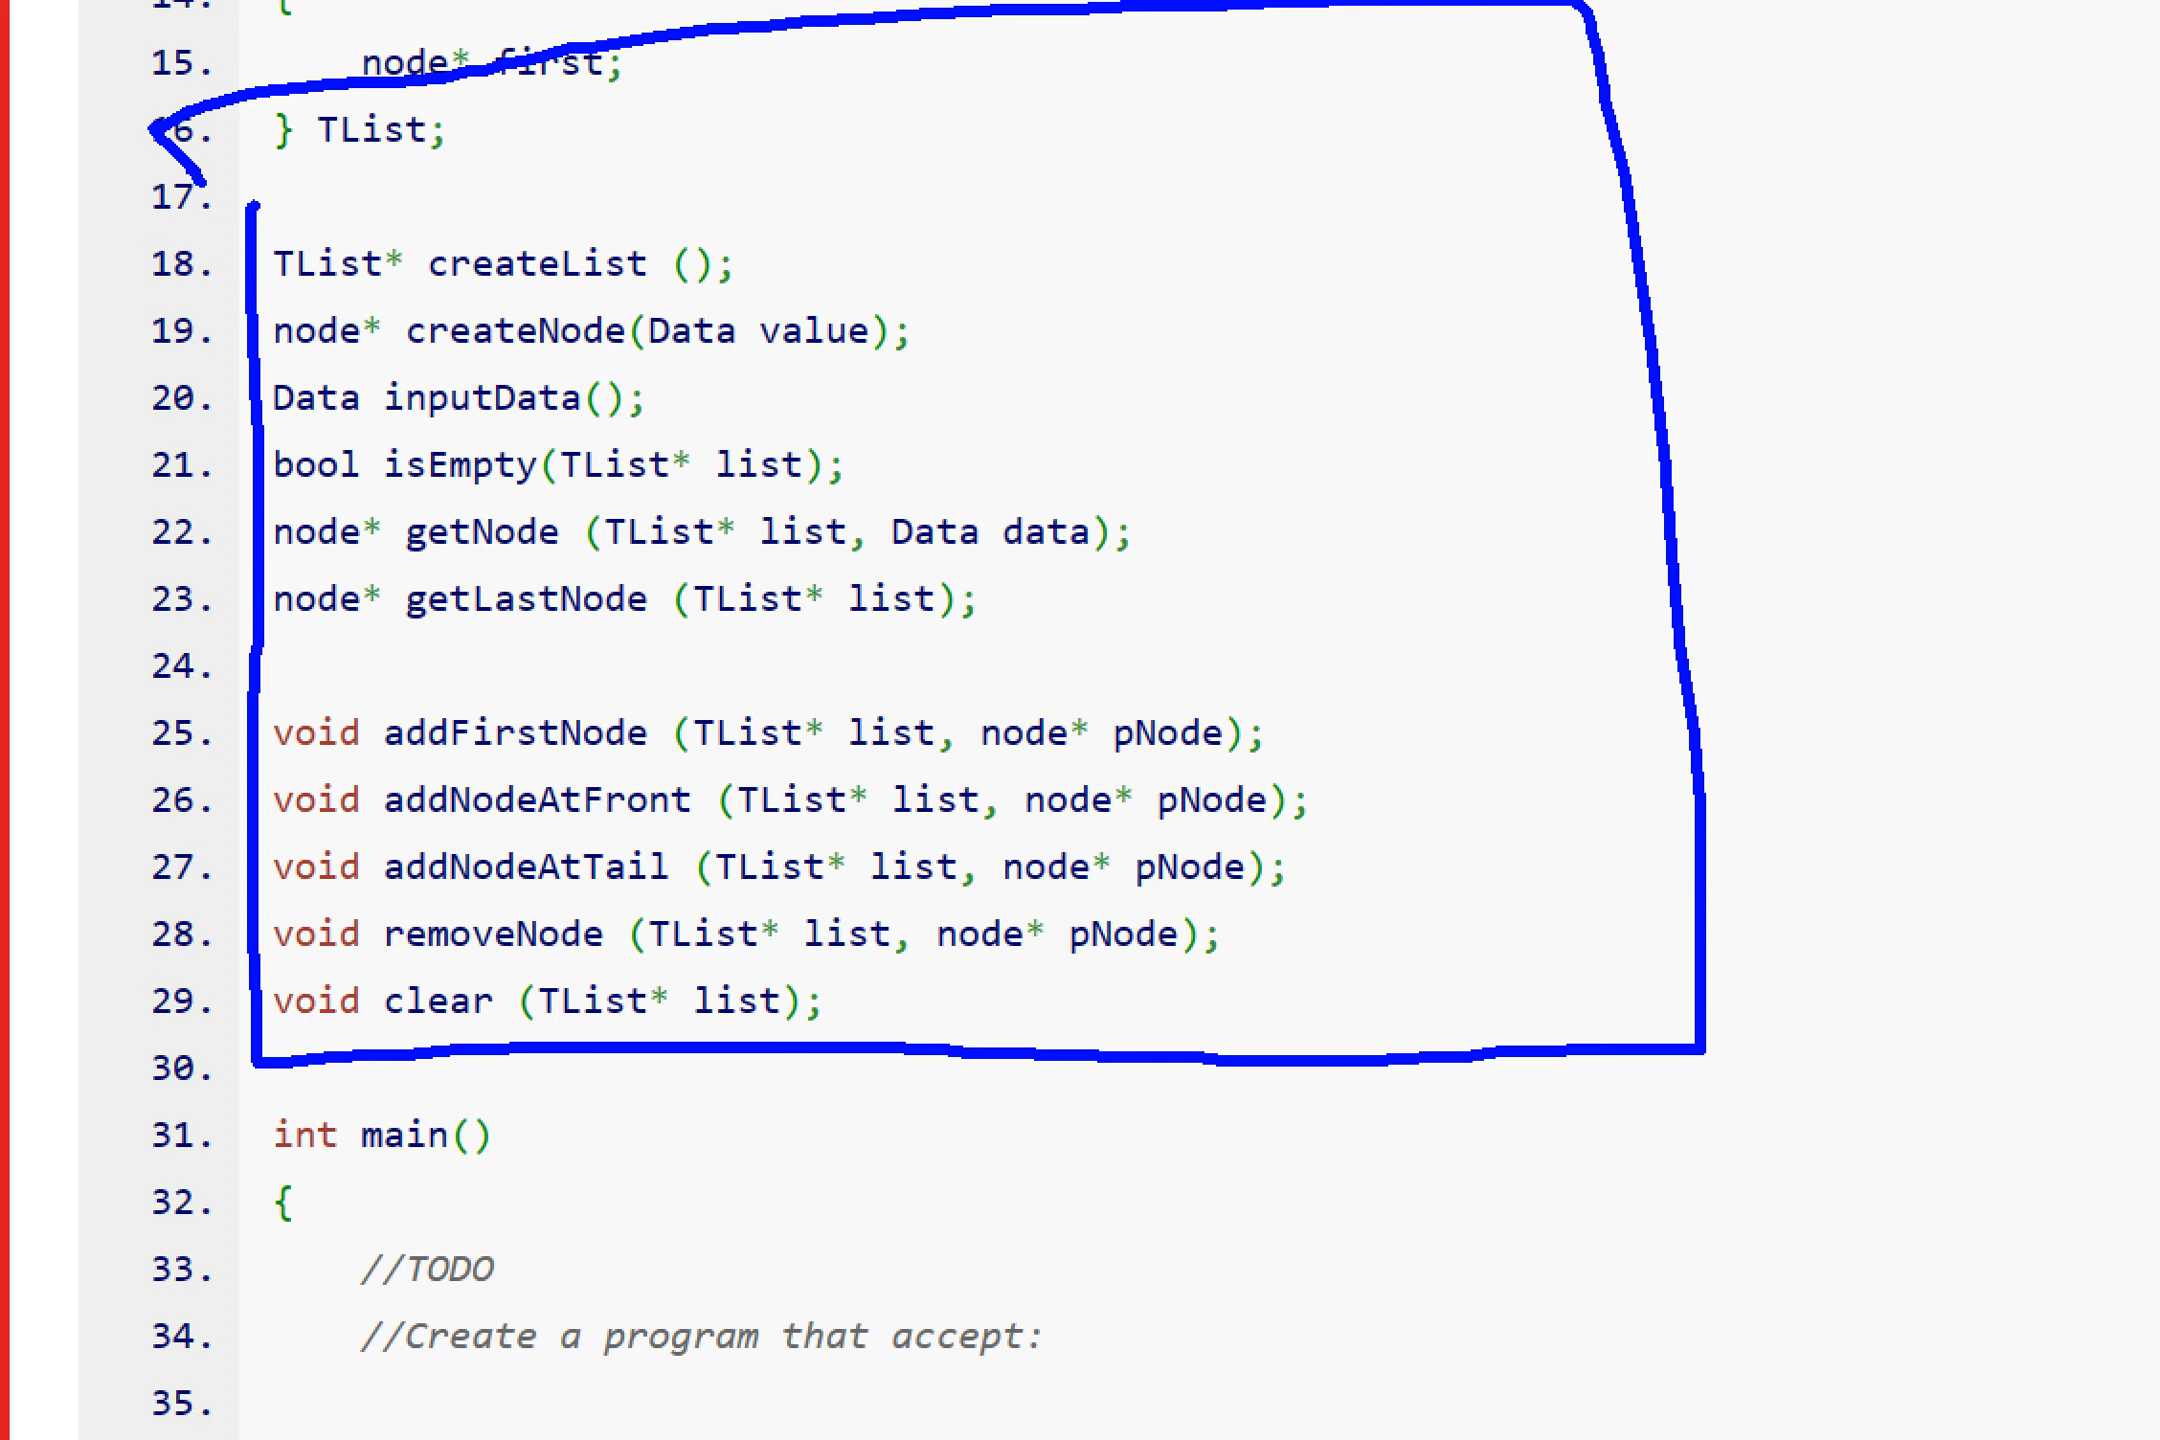 14. {
15. node* first;
16. } TList;
17.
18. TList* createList ();
19. node* createNode(Data value);
20. Data inputData();
21. bool isEmpty(TList* list);
22. node* getNode (TList* list, Data data);
23. node* getLastNode (TList* list);
24.
25. void addFirstNode (TList* list, node* pNode);
26. void addNodeAtFront (TList* list, node* pNode);
27. void addNodeAtTail (TList* list, node* pNode);
28. void removeNode (TList* list, node* pNode);
29. void clear (TList* list);
30.
31. int main()
32. {
33. //TODO
34. //Create a program that accept:
35.